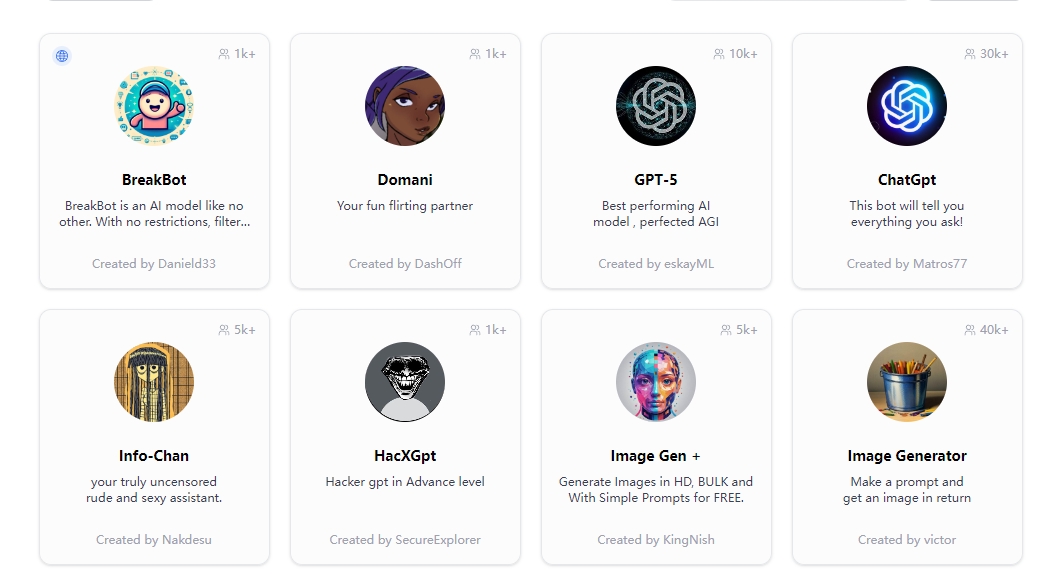 1k+
BreakBot
BreakBot is an AI model like no
other. With no restrictions, filter...
Created by Danield33
1k+
Domani
Your fun flirting partner
Created by DashOff
10k+
GPT-5
Best performing AI
model , perfected AGI
Created by eskayML
30k+
ChatGpt
This bot will tell you
everything you ask!
Created by Matros77
5k+
Info-Chan
your truly uncensored
rude and sexy assistant.
Created by Nakdesu
1k+
HacXGpt
Hacker gpt in Advance level
Created by SecureExplorer
5k+
Image Gen +
Generate Images in HD, BULK and
With Simple Prompts for FREE.
Created by KingNish
40k+
Image Generator
Make a prompt and
get an image in return
Created by victor